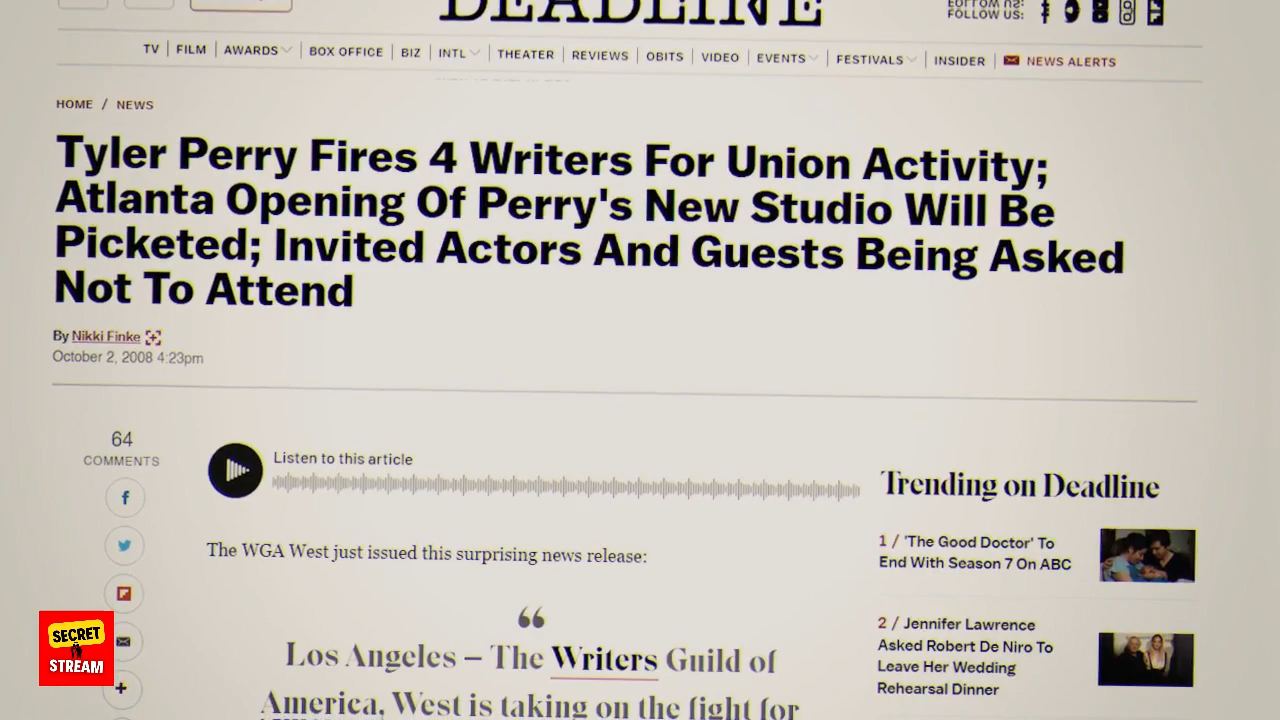 DEADLINE
FOLLOW US:
FOLLOW US:
TV FILM AWARDS BOX OFFICE BIZ INTL THEATER REVIEWS OBITS VIDEO EVENTS FESTIVALS INSIDER NEWS ALERTS
HOME / NEWS
Tyler Perry Fires 4 Writers For Union Activity;
Atlanta Opening Of Perry's New Studio Will Be
Picketed; Invited Actors And Guests Being Asked
Not To Attend
By Nikki Finke
October 2, 2008 4:23pm
64
COMMENTS
Listen to this article
The WGA West just issued this surprising news release:
“
Los Angeles – The Writers Guild of
America, West is taking on the fight for
Trending on Deadline
1 / 'The Good Doctor' To
End With Season 7 On ABC
2 / Jennifer Lawrence
Asked Robert De Niro To
Leave Her Wedding
Rehearsal Dinner
SECRET
STREAM